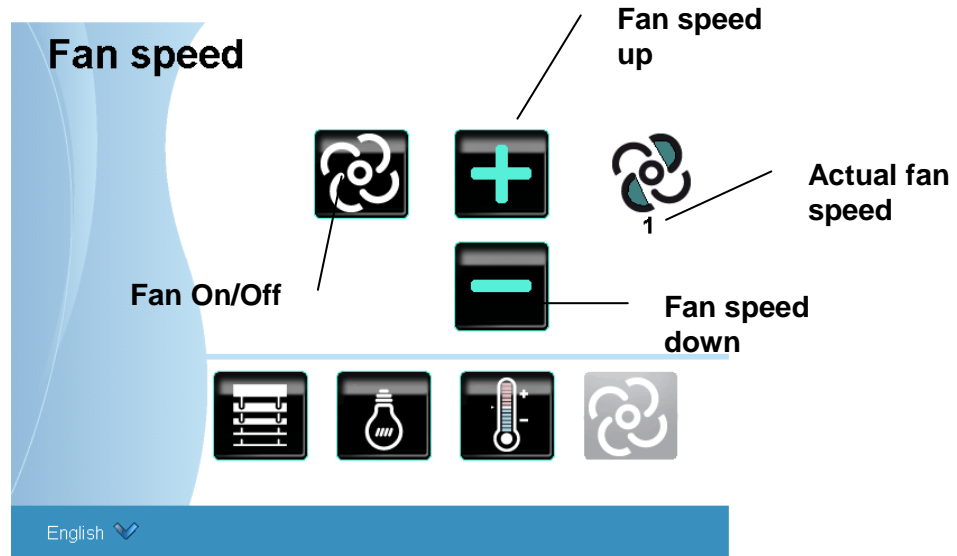 Fan speed
up
Fan speed
Actual fan
speed
1
Fan On/Off
Fan speed
down
English